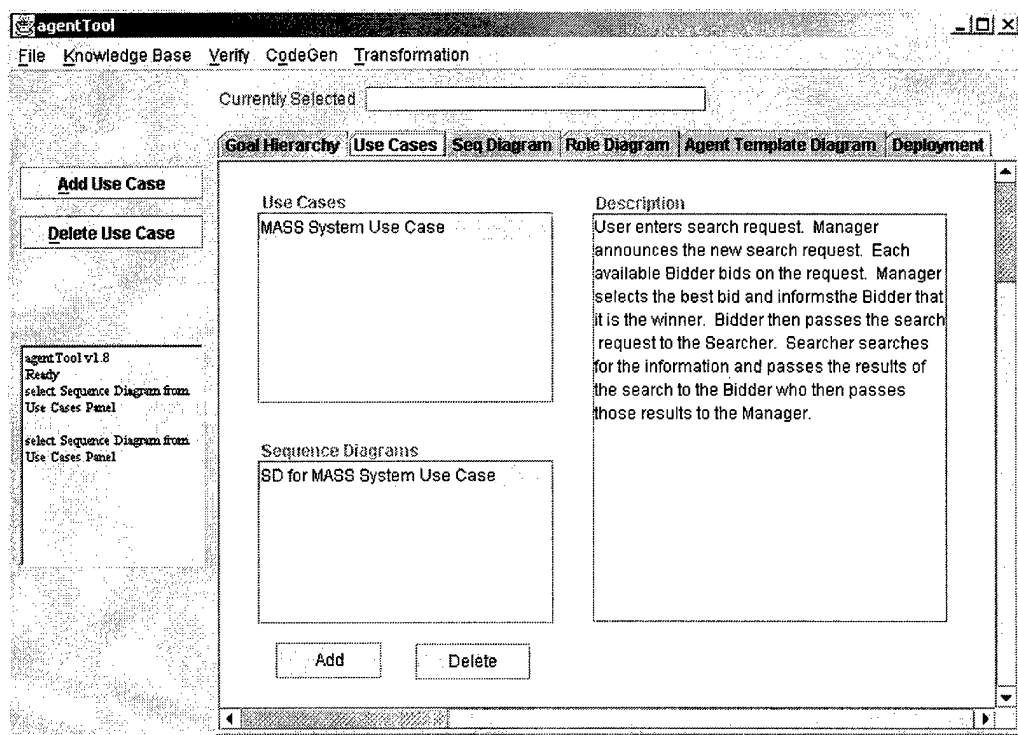 agentTool
File Knowledge Base Verify CodeGen Transformation
Currently Selected
Goal Hierarchy Use Cases Seq Diagram Role Diagram Agent Template Diagram Deployment
Add Use Case
Delete Use Case
agentTool v1.8
Ready
select Sequence Diagram from
Use Cases Panel
select Sequence Diagram from
Use Cases Panel
Use Cases
MASS System Use Case
Sequence Diagrams
SD for MASS System Use Case
Add Delete
Description
User enters search request. Manager
announces the new search request. Each
available Bidder bids on the request. Manager
selects the best bid and informsthe Bidder that
it is the winner. Bidder then passes the search
request to the Searcher. Searcher searches
for the information and passes the results of
the search to the Bidder who then passes
those results to the Manager.